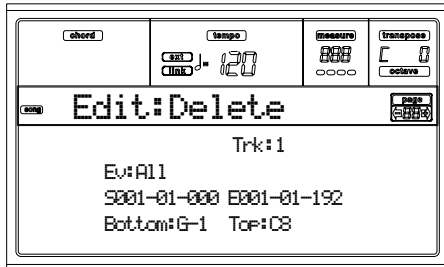 chord tempo measure transpose
ext link ♩= 120 888 C 0
octave
song Edit:Delete page
88
Trk:1
Ev:All
S001-01-000 E001-01-192
Bottom:G-1 Top:C8